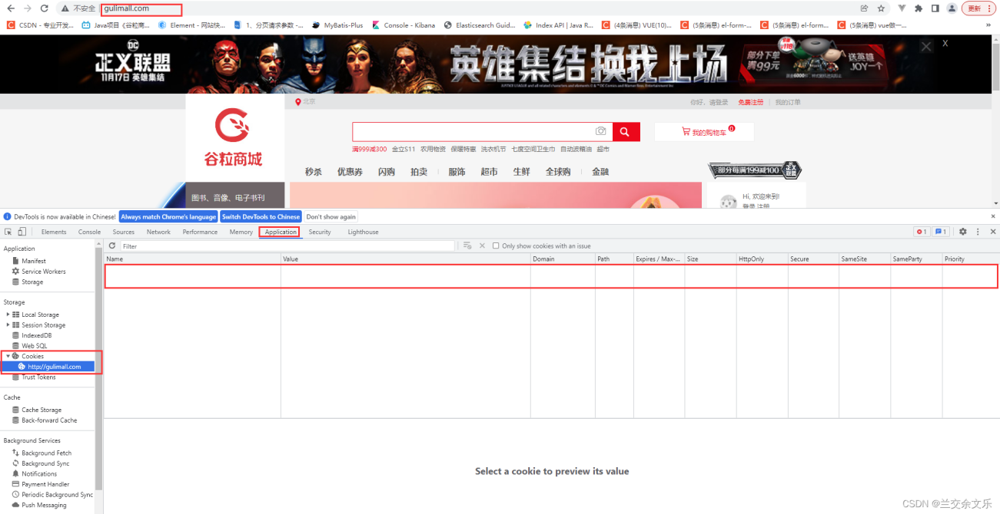 不安全 gulimall.com 更新
CSDN - 专业开发... Java项目《谷粒商... Element - 网站快... 1、分页请求参数 -... MyBatis-Plus Console - Kibana Elasticsearch Guid... Index API | Java R... (4条消息) VUE(10)... (5条消息) el-form-... (5条消息) el-form... (5条消息) vue做一... »
DC
正义联盟
11月17日 英雄集结
英雄集结换我上场
部分下单
满99元
送英雄
JOY一个
X
北京 你好，请登录 免费注册 我的订单
谷粒商城
我的购物车 0
满999减300 金立S11 农用物资 保暖特惠 洗衣机节 七度空间卫生巾 自动波箱油 超市
秒杀 优惠券 闪购 拍卖 服饰 超市 生鲜 全球购 金融
部分每满199减100
正义联盟
图书、音像、电子书刊
Hi, 欢迎来到!
登录 注册
DevTools is now available in Chinese! Always match Chrome's language Switch DevTools to Chinese Don't show again
Elements Console Sources Network Performance Memory Application Security Lighthouse 1 1
Application
Manifest
Service Workers
Storage
Storage
Local Storage
Session Storage
IndexedDB
Web SQL
Cookies
http://gulimall.com
Trust Tokens
Cache
Cache Storage
Back-forward Cache
Background Services
Background Fetch
Background Sync
Notifications
Payment Handler
Periodic Background Sync
Push Messaging
Filter Only show cookies with an issue
Name Value Domain Path Expires / Max-... Size HttpOnly Secure SameSite SameParty Priority
Select a cookie to preview its value
CSDN @兰交余文乐